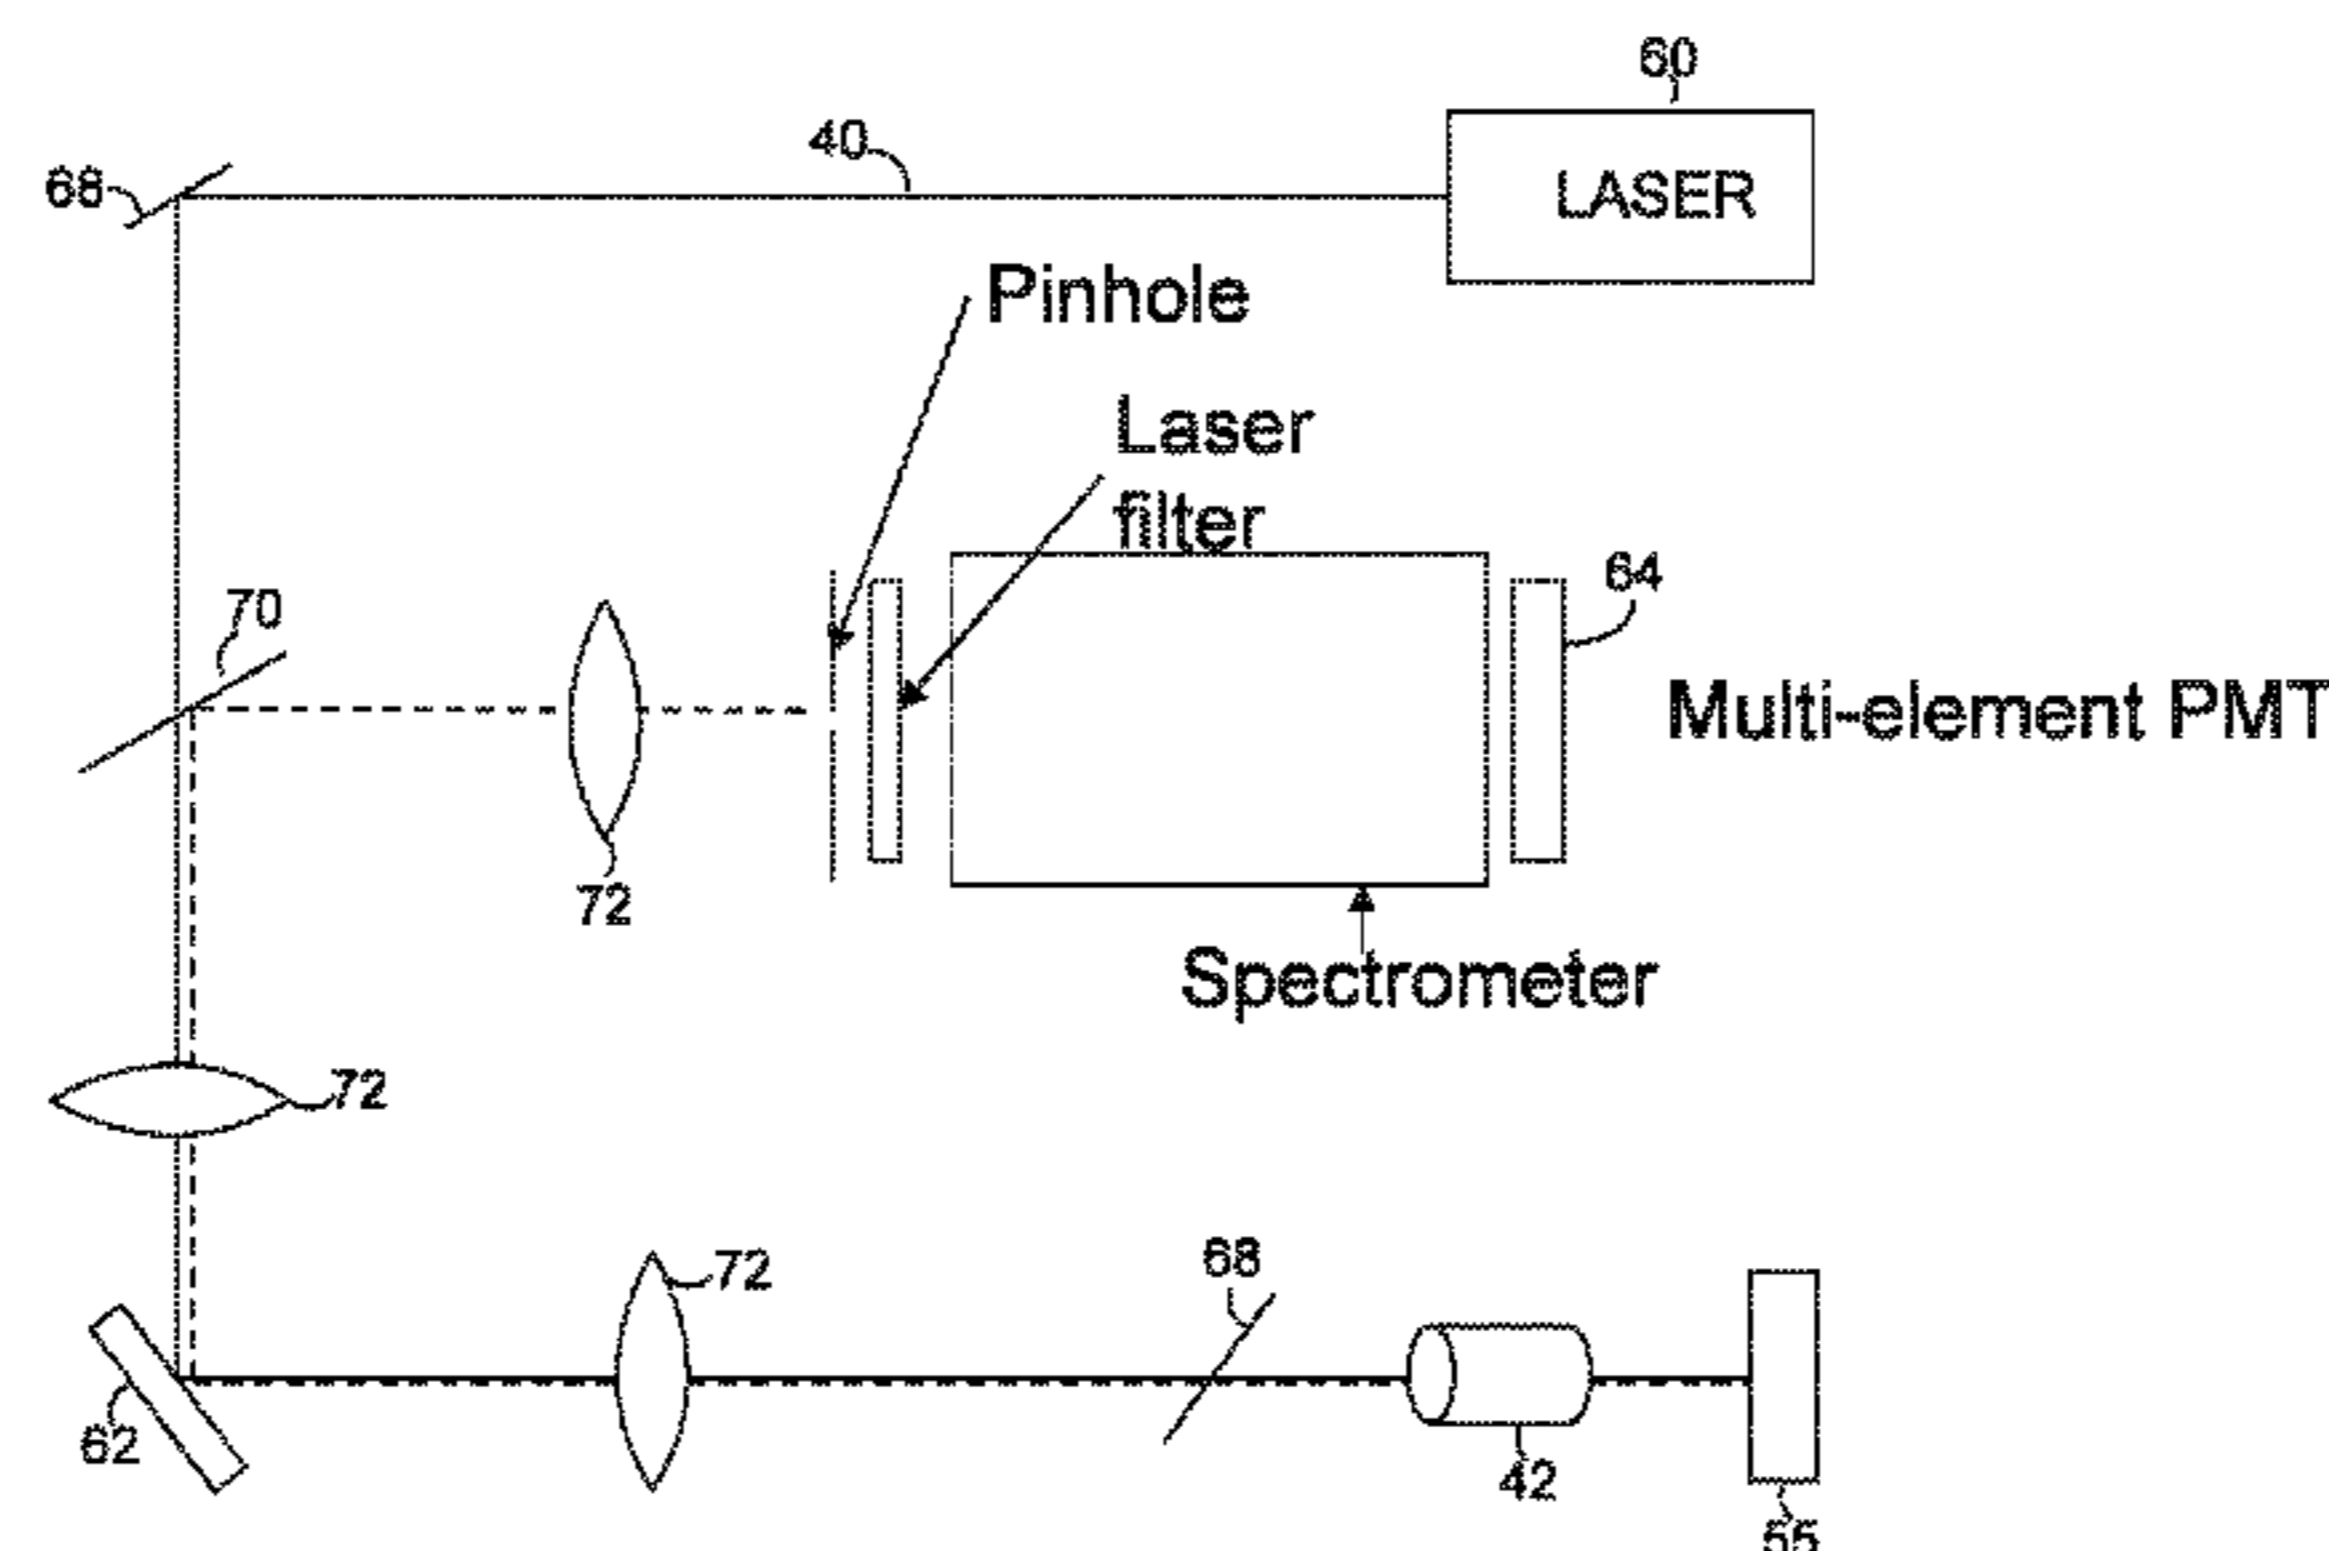 60
40
68
LASER
Pinhole
Laser
filter
64
70
Multi-element PMT
72
Spectrometer
72
72
68
62
42
55